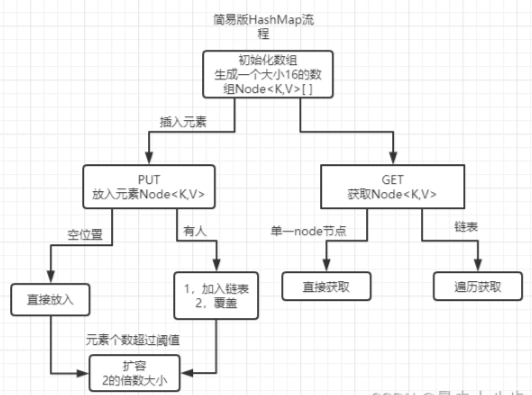 简易版HashMap流
程
初始化数组
生成一个大小16的数
组Node<K,V>[ ]
插入元素
PUT
放入元素Node<K,V>
GET
获取Node<K,V>
空位置
有人
单一node节点
链表
直接放入
1，加入链表
2，覆盖
直接获取
遍历获取
元素个数超过阈值
扩容
2的倍数大小